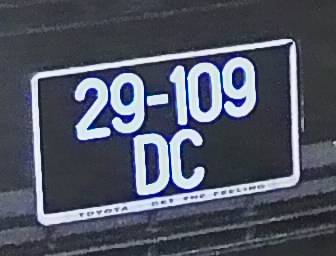 29-109
DC
TOYOTA GET THE FEELING